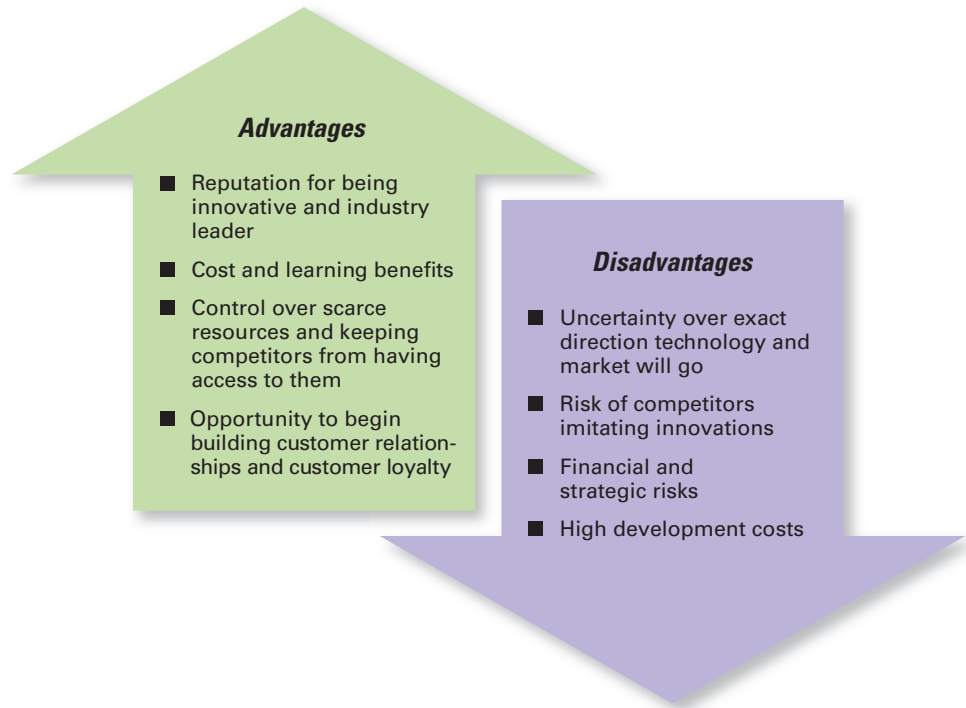 Advantages
■ Reputation for being
innovative and industry
leader
■ Cost and learning benefits
■ Control over scarce
resources and keeping
competitors from having
access to them
■ Opportunity to begin
building customer relation-
ships and customer loyalty
Disadvantages
■ Uncertainty over exact
direction technology and
market will go
■ Risk of competitors
imitating innovations
■ Financial and
strategic risks
■ High development costs